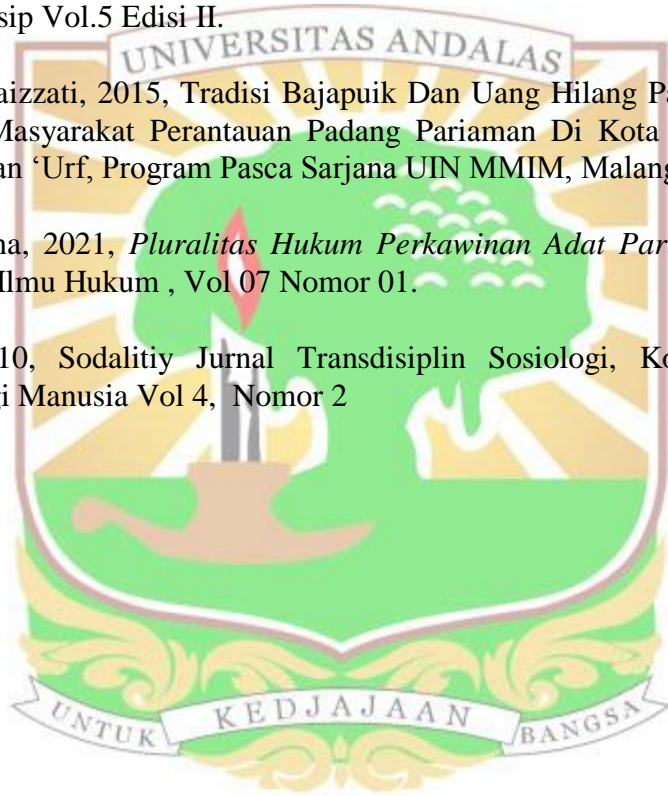 sip Vol.5 Edisi II.
UNIVERSITAS ANDALAS
aizzati, 2015, Tradisi Bajapuik Dan Uang Hilang Pa
Masyarakat Perantauan Padang Pariaman Di Kota
an ‘Urf, Program Pasca Sarjana UIN MMIM, Malang
na, 2021, Pluralitas Hukum Perkawinan Adat Par
Ilmu Hukum , Vol 07 Nomor 01.
10, Sodalitiy Jurnal Transdisiplin Sosiologi, Ko
gi Manusia Vol 4, Nomor 2
UNTUK KEDJAJAAN BANGSA